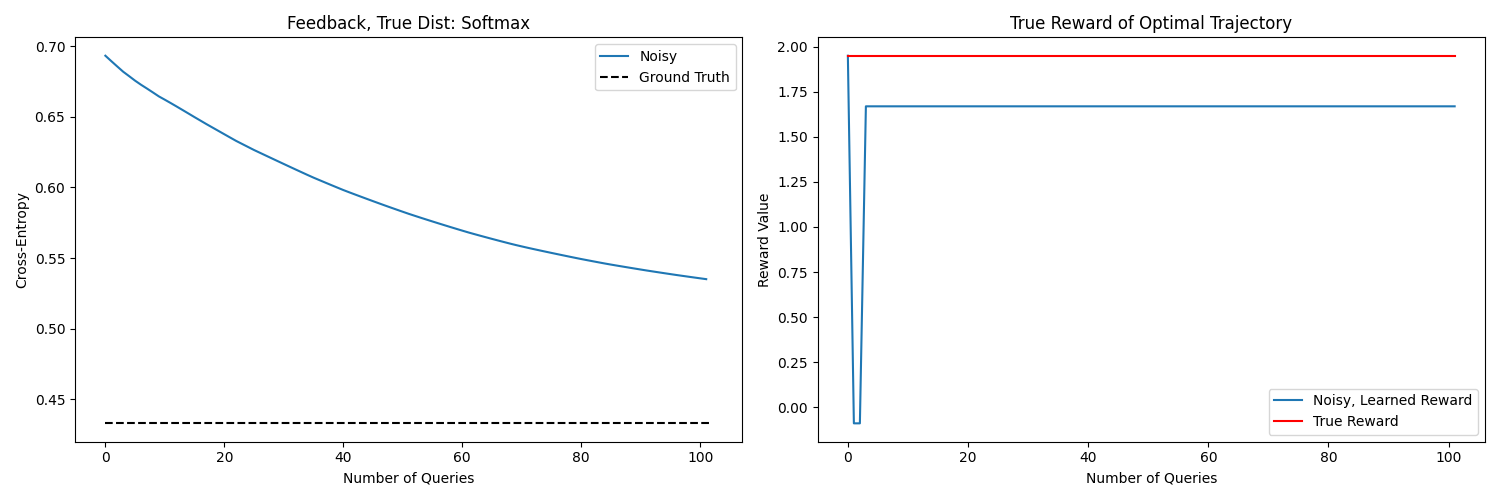 Feedback, True Dist: Softmax
0.70
0.65
0.60
0.55
0.50
0.45
Cross-Entropy
Noisy
Ground Truth
0
20
40
60
80
100
Number of Queries
True Reward of Optimal Trajectory
2.00
1.75
1.50
1.25
1.00
0.75
0.50
0.25
0.00
Reward Value
Noisy, Learned Reward
True Reward
0
20
40
60
80
100
Number of Queries